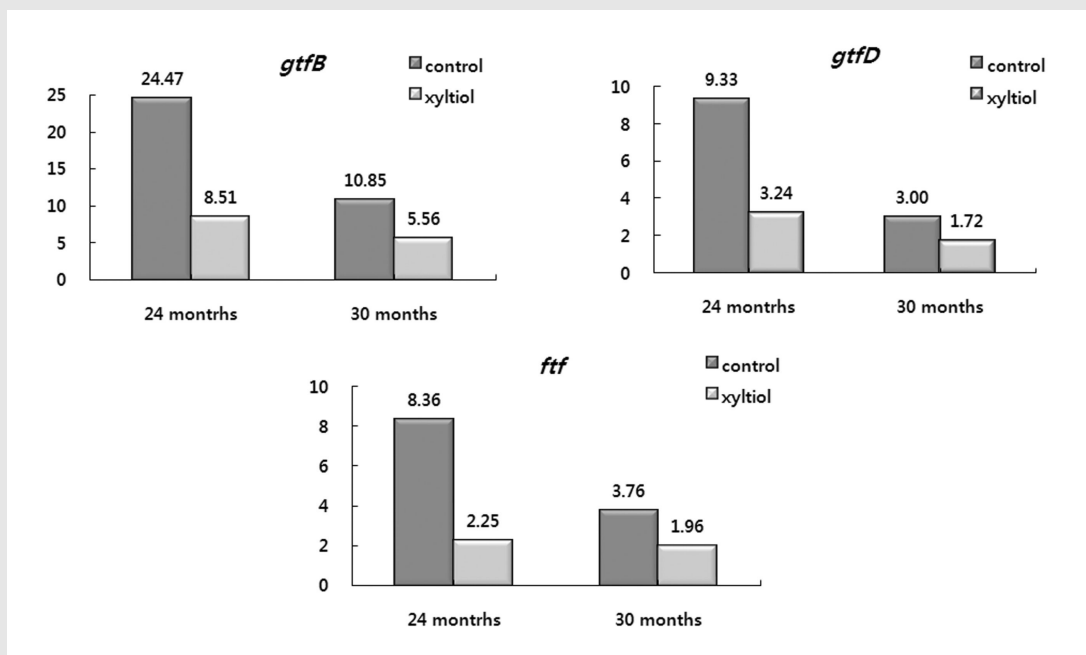 gtfB
control
xyltiol
24.47
8.51
10.85
5.56
25
20
15
10
5
0
24 montrhs 30 months
gtfD
control
xyltiol
9.33
3.24
3.00
1.72
10
8
6
4
2
0
24 montrhs 30 months
ftf
control
xyltiol
8.36
2.25
3.76
1.96
10
8
6
4
2
0
24 montrhs 30 months